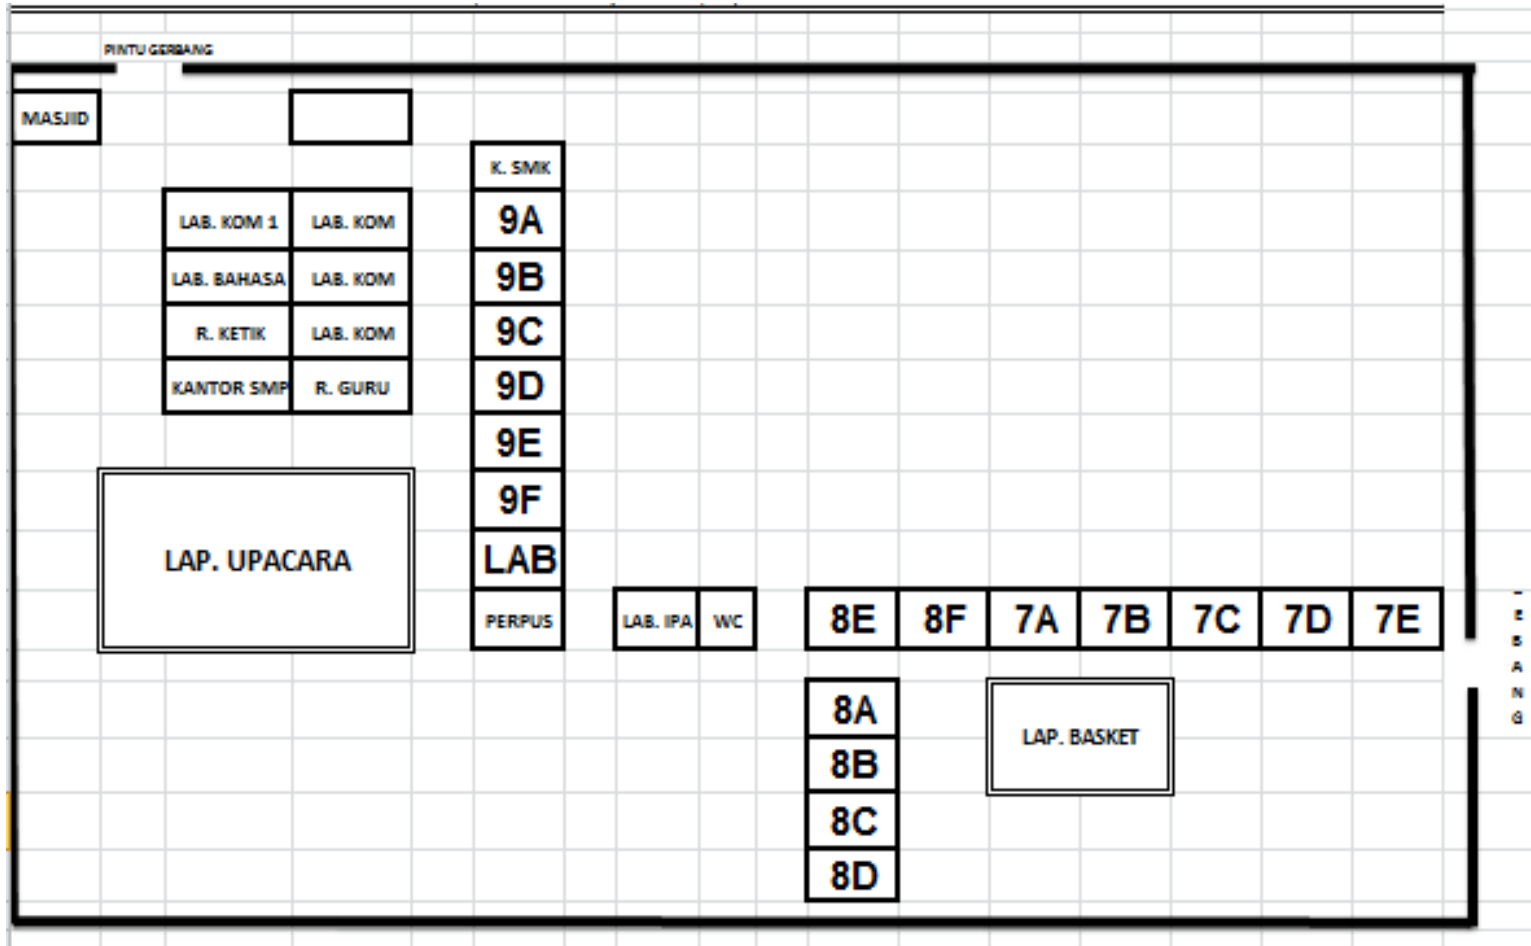 PINTU GERBANG
MASJID
K. SMK
LAB. KOM 1
LAB. KOM
9A
LAB. BAHASA
LAB. KOM
9B
R. KETIK
LAB. KOM
9C
KANTOR SMP
R. GURU
9D
9E
9F
LAP. UPACARA
LAB
PERPUS
LAB. IPA
WC
8E
8F
7A
7B
7C
7D
7E
E
B
A
N
G
8A
LAP. BASKET
8B
8C
8D